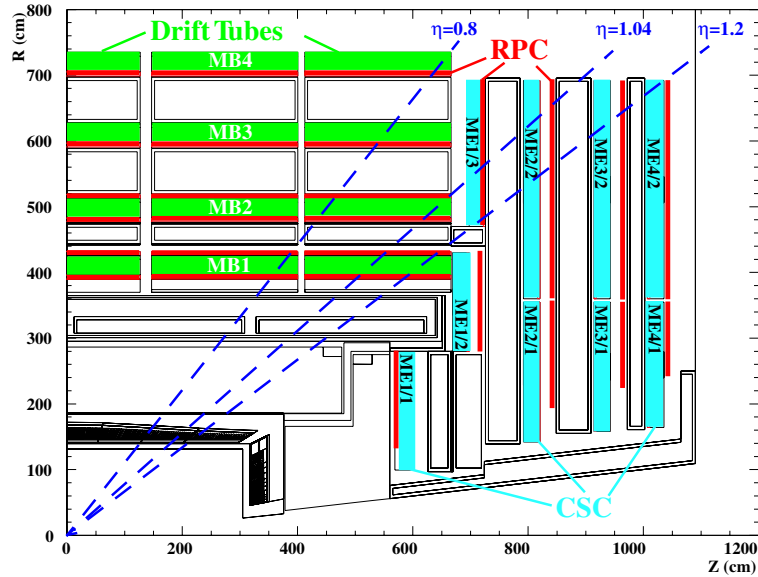 R (cm)
800
700
600
500
400
300
200
100
0
Drift Tubes
η=0.8
RPC
η=1.04
η=1.2
MB4
MB3
MB2
MB1
ME1/3
ME2/2
ME3/2
ME4/2
ME1/2
ME2/1
ME3/1
ME4/1
ME1/1
CSC
0
200
400
600
800
1000
1200
Z (cm)